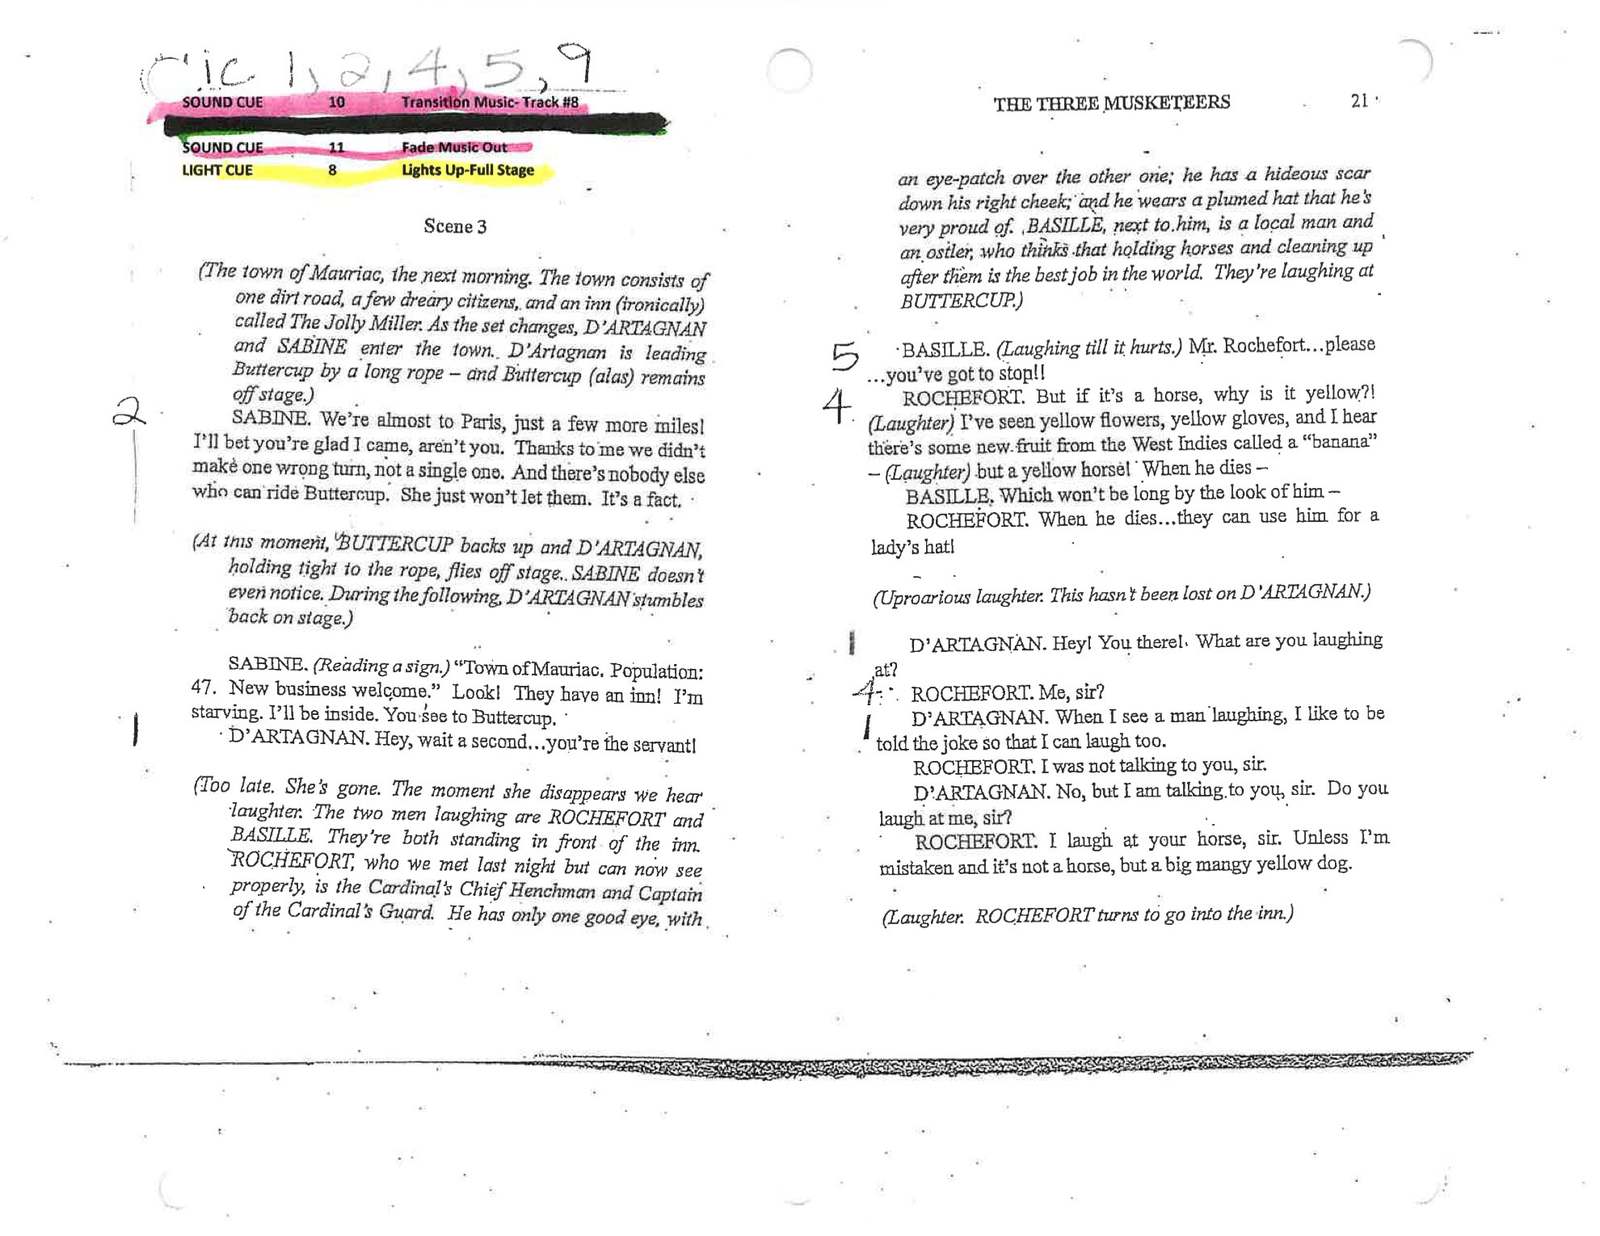 ic 1, 2, 4, 5, 9
SOUND CUE 10 Transition Music- Track #8
SOUND CUE 11 Fade Music Out
LIGHT CUE 8 Lights Up-Full Stage
Scene 3
(The town of Mauriac, the next morning. The town consists of
one dirt road, a few dreary citizens, and an inn (ironically)
called The Jolly Miller. As the set changes, D'ARTAGNAN
and SABINE enter the town. D'Artagnan is leading
Buttercup by a long rope – and Buttercup (alas) remains
off stage.)
2
SABINE. We're almost to Paris, just a few more miles!
I'll bet you're glad I came, aren't you. Thanks to me we didn't
make one wrong turn, not a single one. And there's nobody else
who can ride Buttercup. She just won't let them. It's a fact.
(At this moment, BUTTERCUP backs up and D'ARTAGNAN,
holding tight to the rope, flies off stage. SABINE doesn't
even notice. During the following, D'ARTAGNAN stumbles
back on stage.)
SABINE. (Reading a sign.) "Town of Mauriac. Population:
47. New business welcome." Look! They have an inn! I'm
starving. I'll be inside. You see to Buttercup.
1
D'ARTAGNAN. Hey, wait a second...you're the servant!
(Too late. She's gone. The moment she disappears we hear
laughter. The two men laughing are ROCHEFORT and
BASILLE. They're both standing in front of the inn.
ROCHEFORT, who we met last night but can now see
properly, is the Cardinal's Chief Henchman and Captain
of the Cardinal's Guard. He has only one good eye, with
THE THREE MUSKETEERS 21
an eye-patch over the other one; he has a hideous scar
down his right cheek; and he wears a plumed hat that he's
very proud of. BASILLE, next to him, is a local man and
an ostler, who thinks that holding horses and cleaning up
after them is the best job in the world. They're laughing at
BUTTERCUP.)
5
BASILLE. (Laughing till it hurts.) Mr. Rochefort...please
...you've got to stop!!
4
ROCHEFORT. But if it's a horse, why is it yellow?!
(Laughter) I've seen yellow flowers, yellow gloves, and I hear
there's some new fruit from the West Indies called a "banana"
– (Laughter) but a yellow horse! When he dies –
BASILLE. Which won't be long by the look of him –
ROCHEFORT. When he dies...they can use him for a
lady's hat!
(Uproarious laughter. This hasn't been lost on D'ARTAGNAN.)
1
D'ARTAGNAN. Hey! You there! What are you laughing
at?
4
ROCHEFORT. Me, sir?
1
D'ARTAGNAN. When I see a man laughing, I like to be
told the joke so that I can laugh too.
ROCHEFORT. I was not talking to you, sir.
D'ARTAGNAN. No, but I am talking to you, sir. Do you
laugh at me, sir?
ROCHEFORT. I laugh at your horse, sir. Unless I'm
mistaken and it's not a horse, but a big mangy yellow dog.
(Laughter. ROCHEFORT turns to go into the inn.)